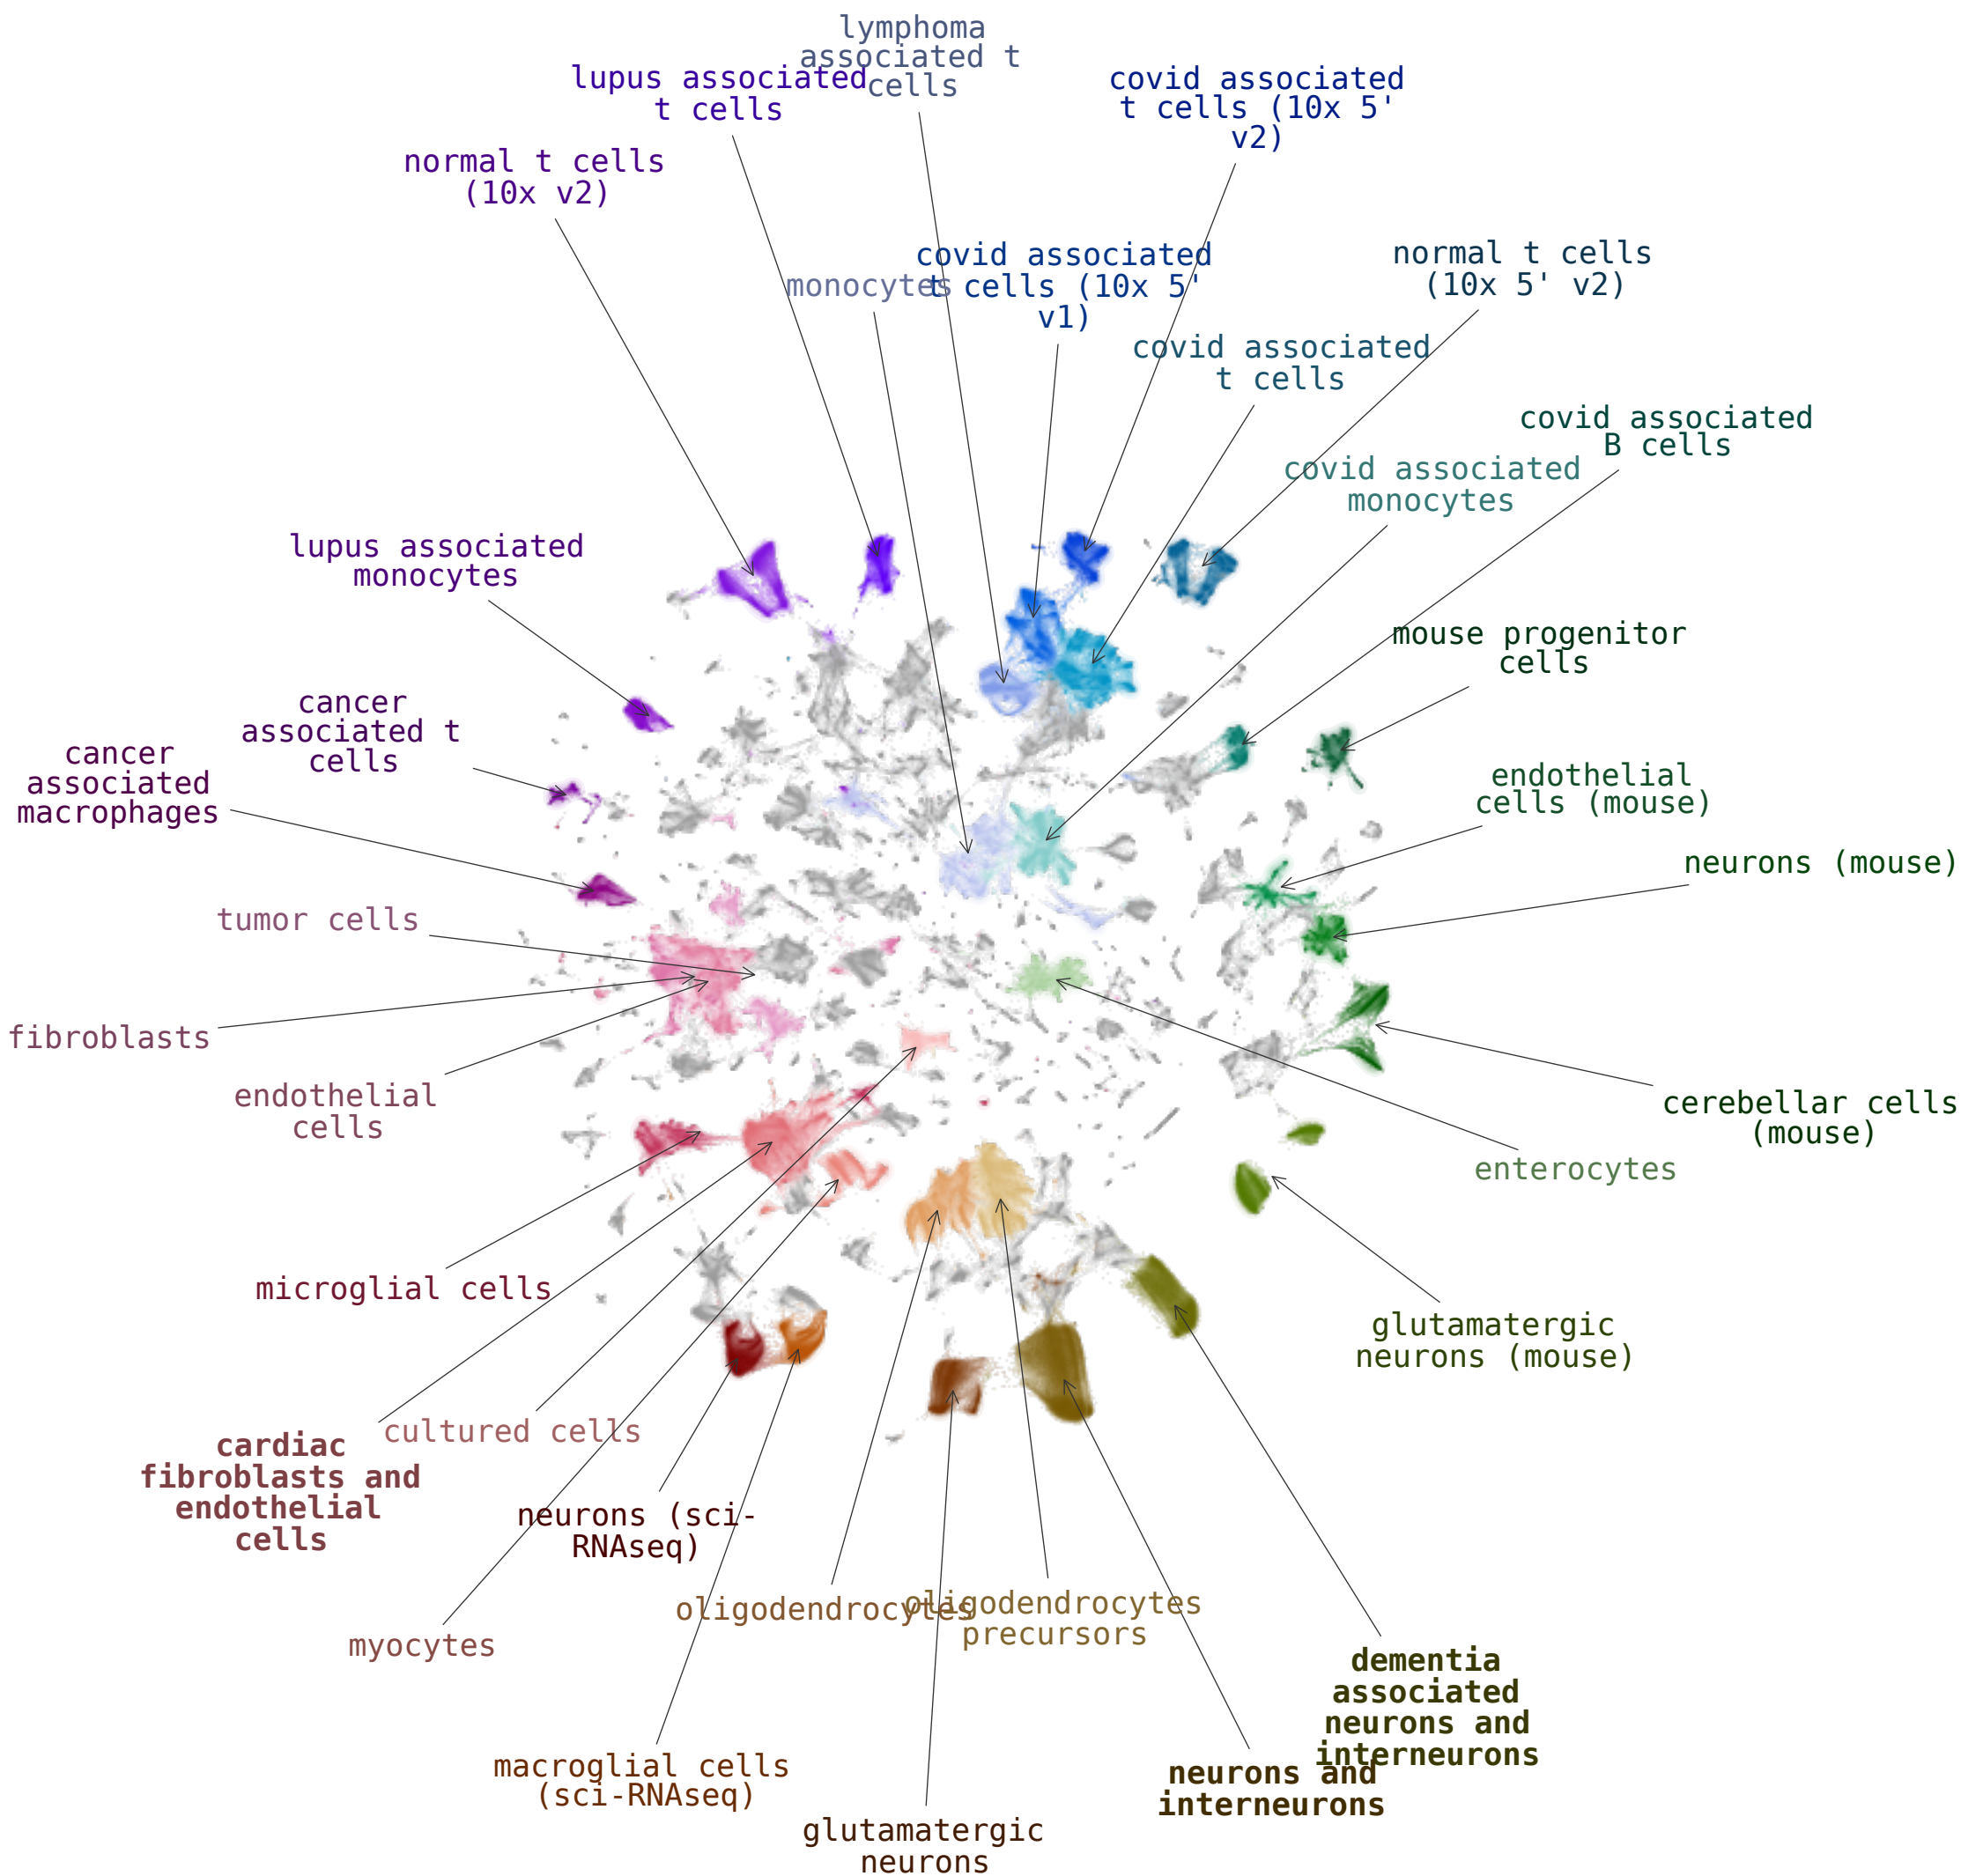 lymphoma
associated t
cells
lupus associated
t cells
covid associated
t cells (10x 5'
v2)
normal t cells
(10x v2)
monocytes
covid associated
t cells (10x 5'
v1)
normal t cells
(10x 5' v2)
covid associated
t cells
covid associated
B cells
covid associated
monocytes
lupus associated
monocytes
mouse progenitor
cells
cancer
associated t
cells
cancer
associated
macrophages
endothelial
cells (mouse)
neurons (mouse)
tumor cells
fibroblasts
endothelial
cells
cerebellar cells
(mouse)
enterocytes
microglial cells
glutamatergic
neurons (mouse)
cultured cells
cardiac
fibroblasts and
endothelial
cells
neurons (sci-
RNAseq)
oligodendrocytes
oligodendrocytes
precursors
myocytes
dementia
associated
neurons and
interneurons
macroglial cells
(sci-RNAseq)
neurons and
interneurons
glutamatergic
neurons